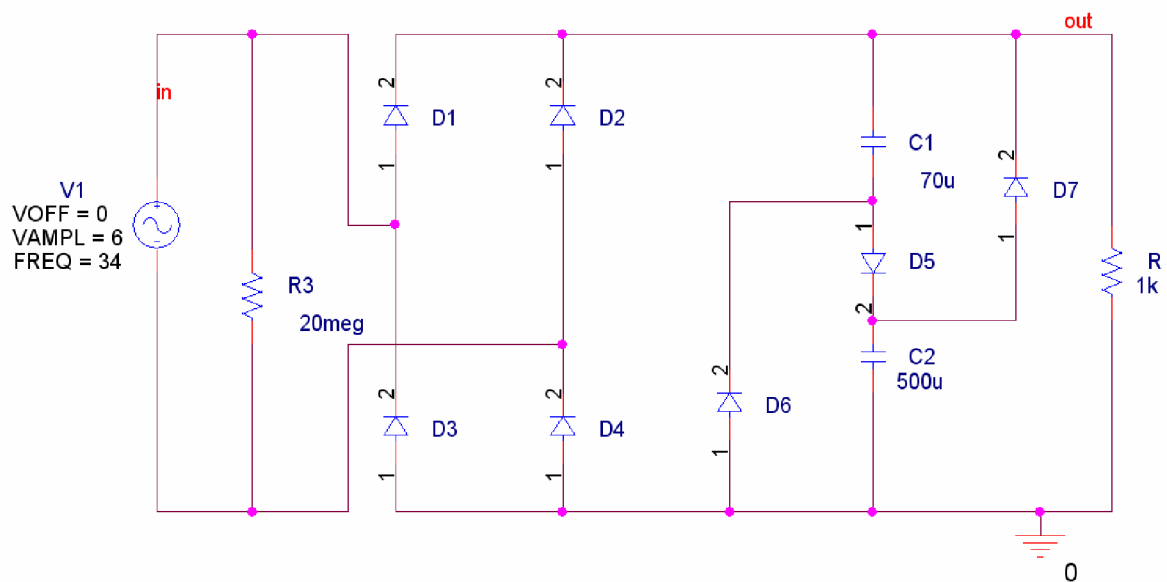 out
in
V1
VOFF = 0
VAMPL = 6
FREQ = 34
R3
20meg
2
D1
1
2
D2
1
2
D3
1
2
D4
1
C1
70u
1
D5
2
2
D7
1
R
1k
C2
500u
2
D6
1
0